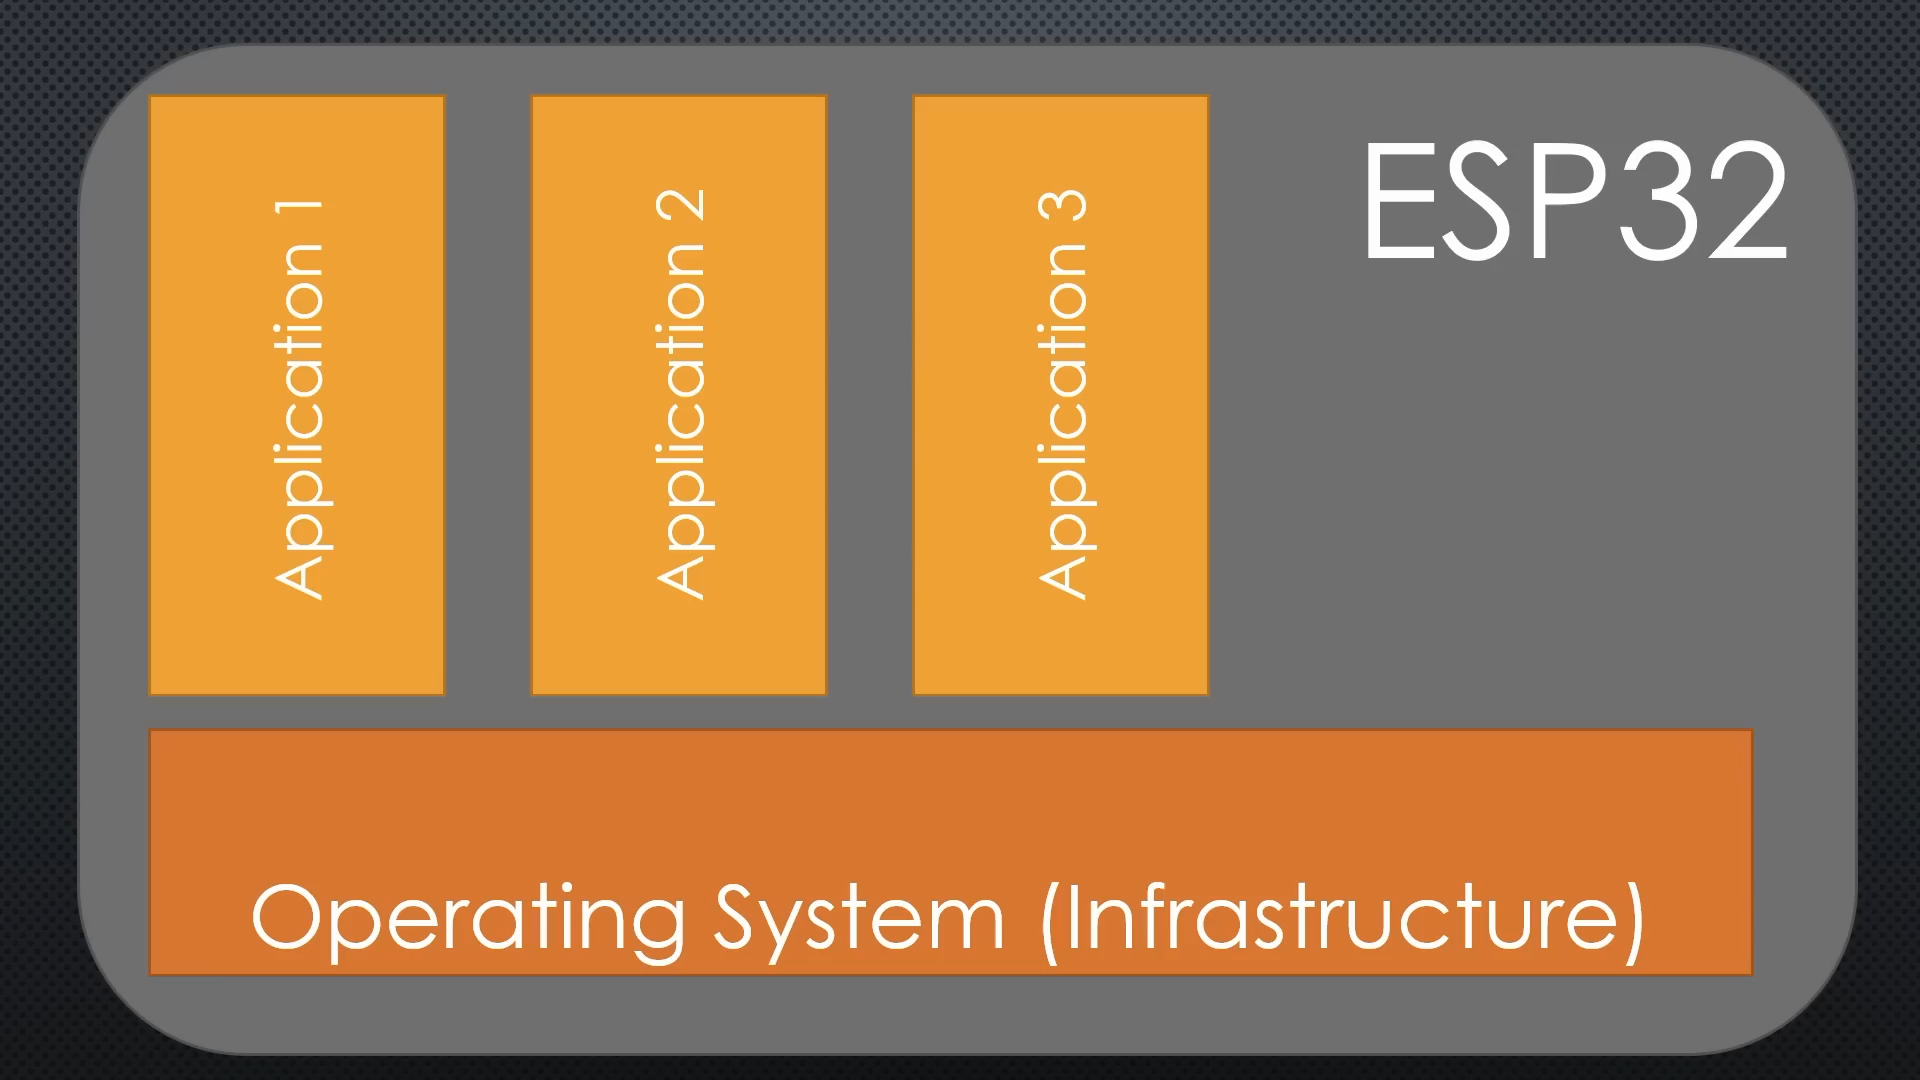 Application 1
Application 2
Application 3
ESP32
Operating System (Infrastructure)